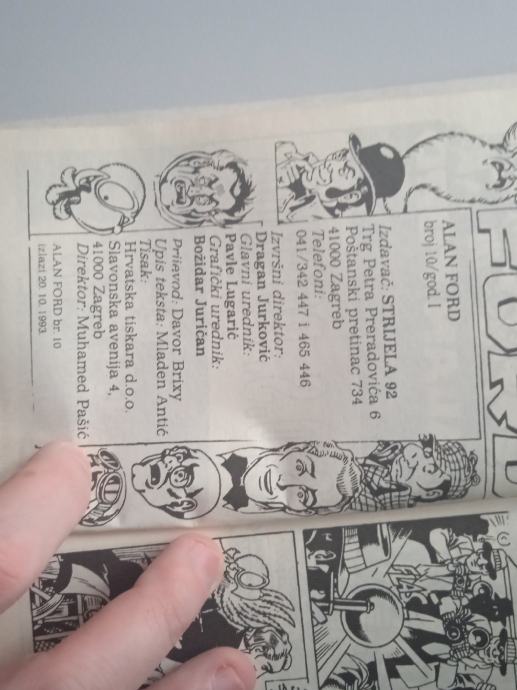 ALAN FORD
broj 10/god. I
Izdavač: STRIJELA 92
Trg Petra Preradovića 6
Poštanski pretinac 734
41000 Zagreb
Telefoni:
041/342 447 i 465 446
Izvršni direktor:
Dragan Jurković
Glavni urednik:
Pavle Lugarić
Grafički urednik:
Božidar Juričan
Prijevod: Davor Brixy
Upis teksta: Mladen Antić
Tisak:
Hrvatska tiskara d.o.o.
Slavonska avenija 4,
41000 Zagreb
Direktor: Muhamed Pašić
ALAN FORD br. 10
izlazi 20.10.1993.